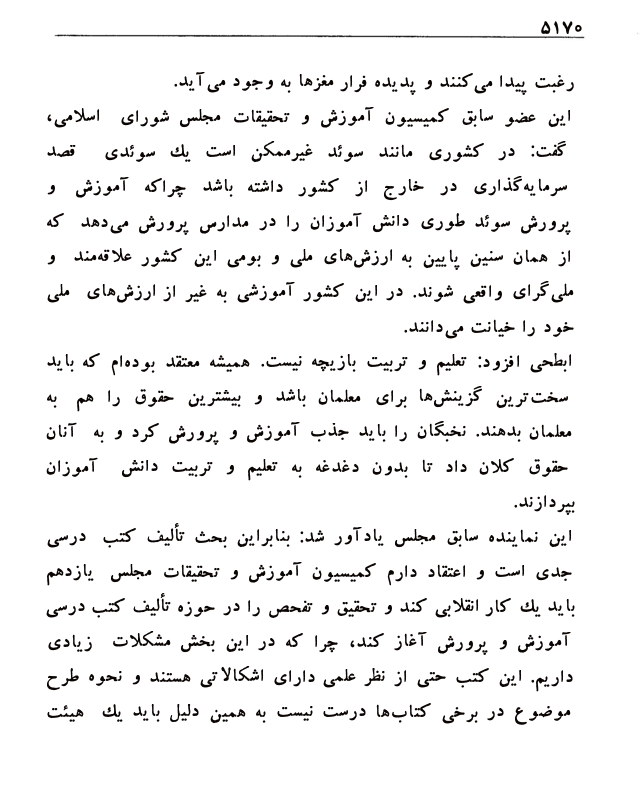 ۵۱۷۰
رغبت پیدا می‌کنند و پدیده فرار مغزها به وجود می‌آید.
این عضو سابق کمیسیون آموزش و تحقیقات مجلس شورای اسلامی،
گفت: در کشوری مانند سوئد غیرممکن است یك سوئدی قصد
سرمایه‌گذاری در خارج از کشور داشته باشد چراکه آموزش و
پرورش سوئد طوری دانش آموزان را در مدارس پرورش می‌دهد که
از همان سنین پایین به ارزش‌های ملی و بومی این کشور علاقه‌مند و
ملی‌گرای واقعی شوند. در این کشور آموزشی به غیر از ارزش‌های ملی
خود را خیانت می‌دانند.
ابطحی افزود: تعلیم و تربیت بازیچه نیست. همیشه معتقد بوده‌ام که باید
سخت‌ترین گزینش‌ها برای معلمان باشد و بیشترین حقوق را هم به
معلمان بدهند. نخبگان را باید جذب آموزش و پرورش کرد و به آنان
حقوق کلان داد تا بدون دغدغه به تعلیم و تربیت دانش آموزان
بپردازند.
این نماینده سابق مجلس یادآور شد: بنابراین بحث تألیف کتب درسی
جدی است و اعتقاد دارم کمیسیون آموزش و تحقیقات مجلس یازدهم
باید یك کار انقلابی کند و تحقیق و تفحص را در حوزه تألیف کتب درسی
آموزش و پرورش آغاز کند، چرا که در این بخش مشکلات زیادی
داریم. این کتب حتی از نظر علمی دارای اشکالاتی هستند و نحوه طرح
موضوع در برخی کتاب‌ها درست نیست به همین دلیل باید یك هیئت